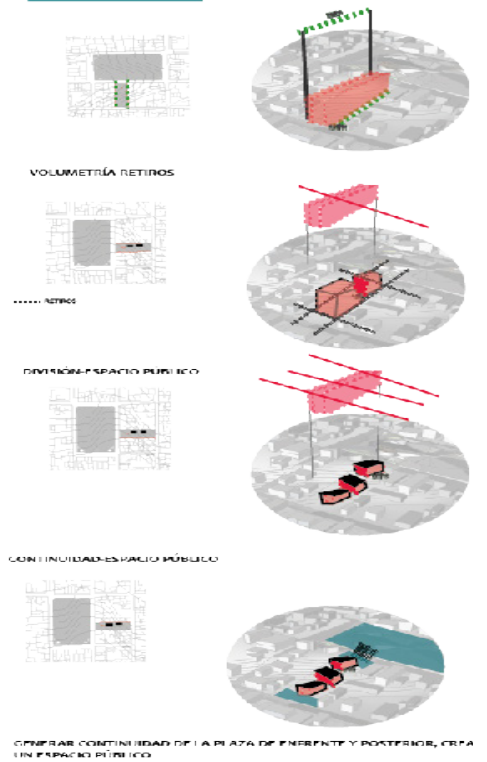 VOLUMETRÍA RETIROS
RETIROS
DIVISIÓN-ESPACIO PÚBLICO
CONTINUIDAD-ESPACIO PÚBLICO
GENERAR CONTINUIDAD DE LA PLAZA DE ENFRENTE Y POSTERIOR, CREA
UN ESPACIO PÚBLICO